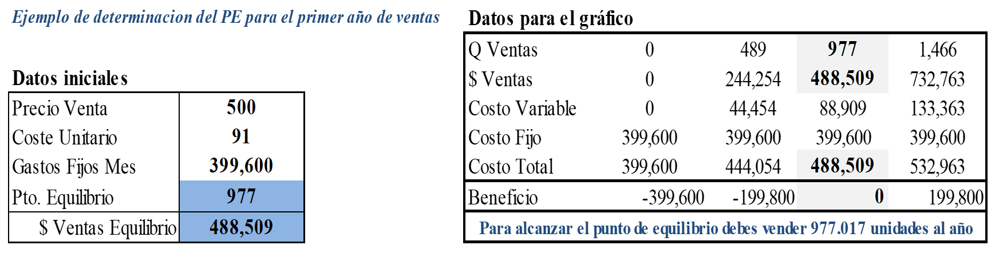 Ejemplo de determinacion del PE para el primer año de ventas
Datos iniciales
Precio Venta 500
Coste Unitario 91
Gastos Fijos Mes 399,600
Pto. Equilibrio 977
$ Ventas Equilibrio 488,509
Datos para el gráfico
Q Ventas 0 489 977 1,466
$ Ventas 0 244,254 488,509 732,763
Costo Variable 0 44,454 88,909 133,363
Costo Fijo 399,600 399,600 399,600 399,600
Costo Total 399,600 444,054 488,509 532,963
Beneficio -399,600 -199,800 0 199,800
Para alcanzar el punto de equilibrio debes vender 977.017 unidades al año